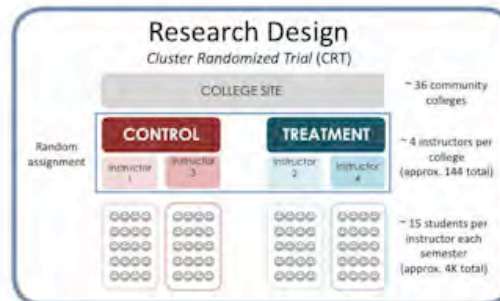 Research Design
Cluster Randomized Trial (CRT)
COLLEGE SITE
~ 36 community
colleges
Random
assignment
CONTROL
TREATMENT
Instructor
1
Instructor
3
Instructor
2
Instructor
4
~ 4 instructors per
college
(approx. 144 total)
~ 15 students per
instructor each
semester
(approx. 4K total)